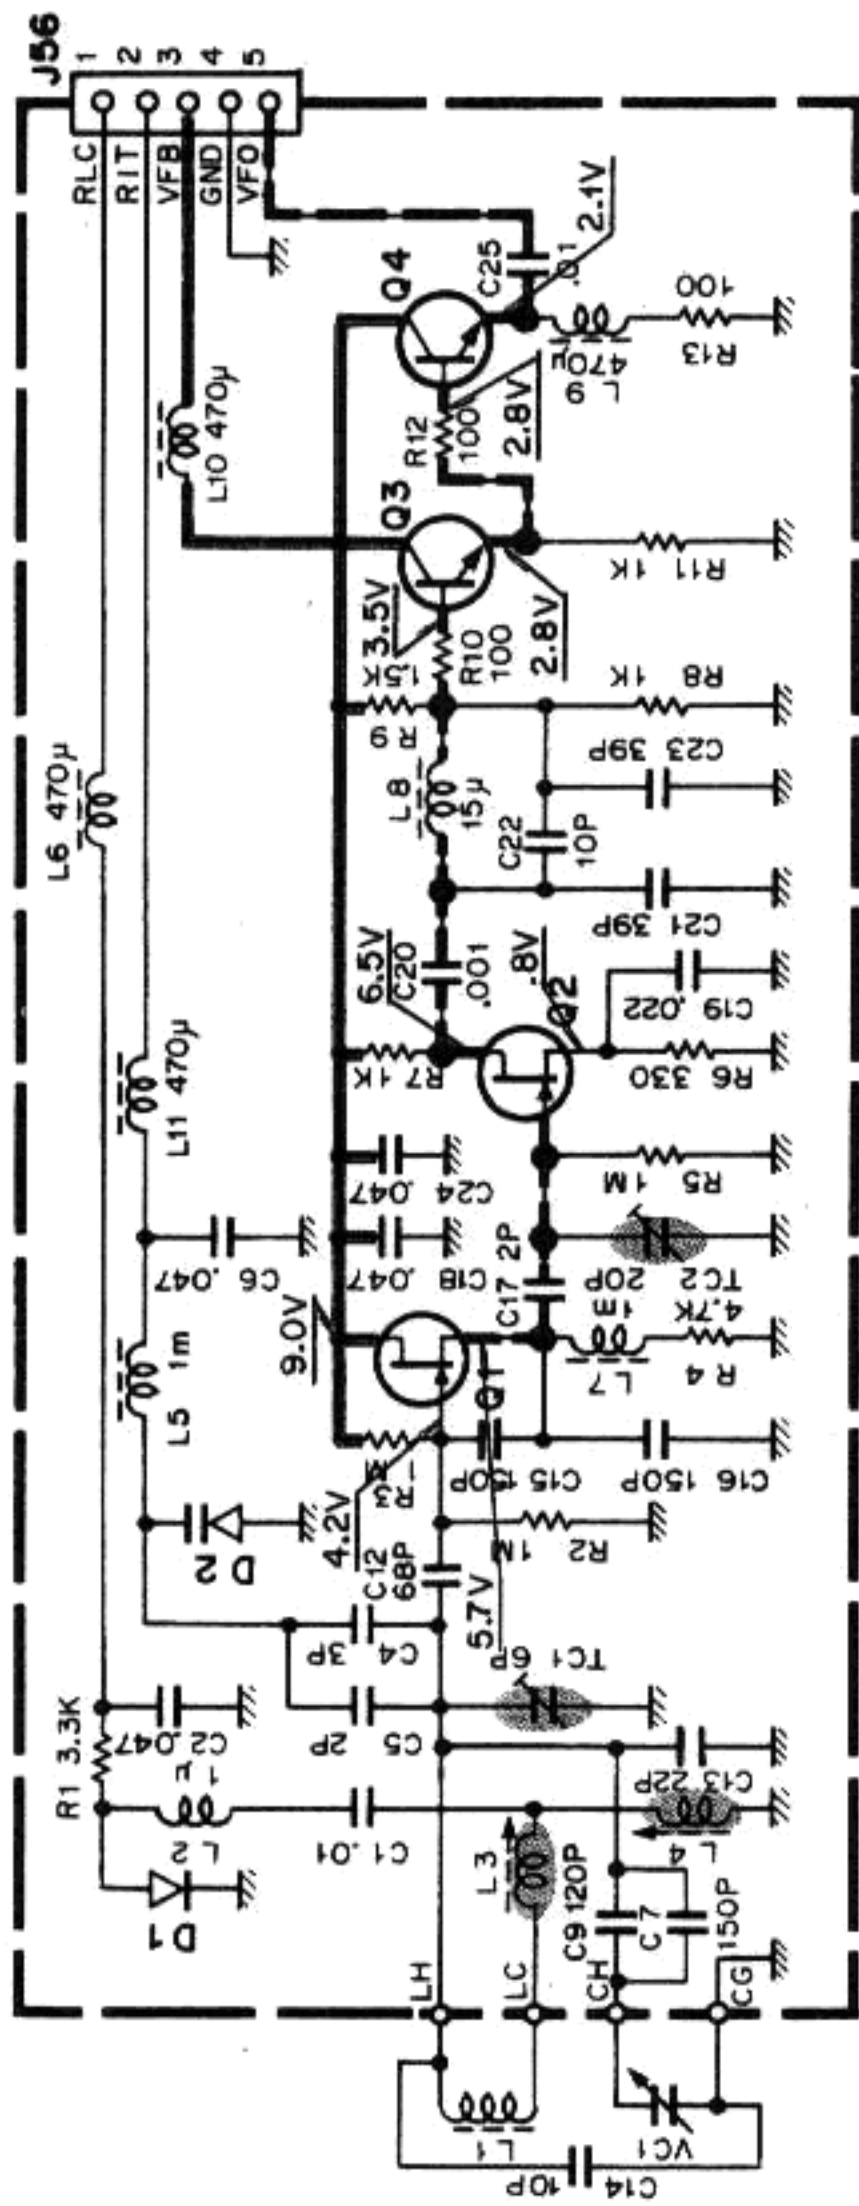 J56
1
2
3
4
5
RLC
RIT
VFB
GND
VFO
L6 470μ
L10 470μ
L11 470μ
L5 1m
R1 3.3K
C2 .047
1μ
L2
D1
C1 .01
D2
C6 .047
2P
C5
3P
C4
C12
68P
4.2V
9.0V
R3
1M
.047
C18
.047
C24
R7 1K
6.5V
C20
.001
L8
15μ
R9
1.5K
3.5V
R10
100
Q3
2.8V
R12
100
2.8V
Q4
C25
.01
2.1V
470μ
L9
100
R13
R11 1K
R8
1K
C23 39P
C22
10P
C21 39P
.8V
Q2
C19 .022
R6 330
R5
1M
2P
C17
20P
TC2
1m
L7
4.7K
R4
Q1
C15 150P
C16 150P
R2
1M
5.7V
TC1 6P
C13 22P
L3
L4
C9 120P
C7
150P
LH
LC
CH
CG
L1
VC1
10P
C14